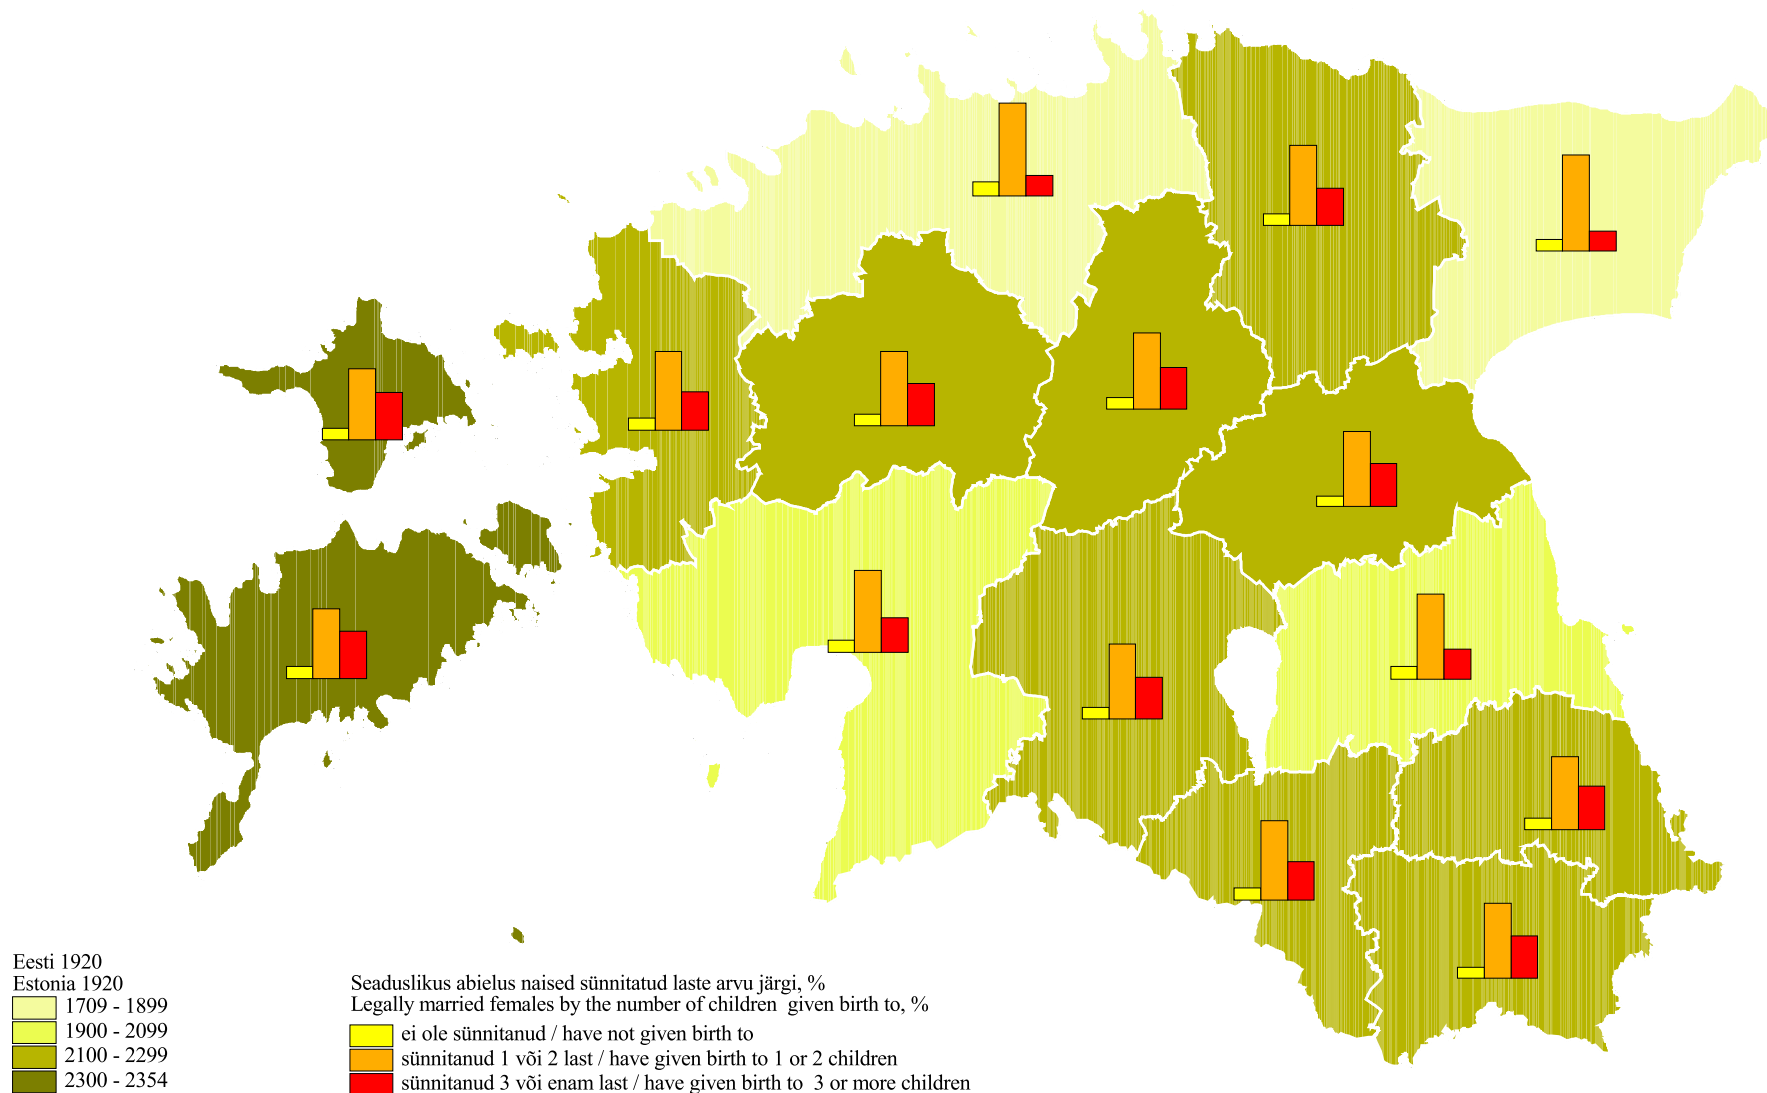 Eesti 1920
Estonia 1920
1709 - 1899
1900 - 2099
2100 - 2299
2300 - 2354
Seaduslikus abielus naised sünnitatud laste arvu järgi, %
Legally married females by the number of children given birth to, %
ei ole sünnitanud / have not given birth to
sünnitanud 1 või 2 last / have given birth to 1 or 2 children
sünnitanud 3 või enam last / have given birth to 3 or more children